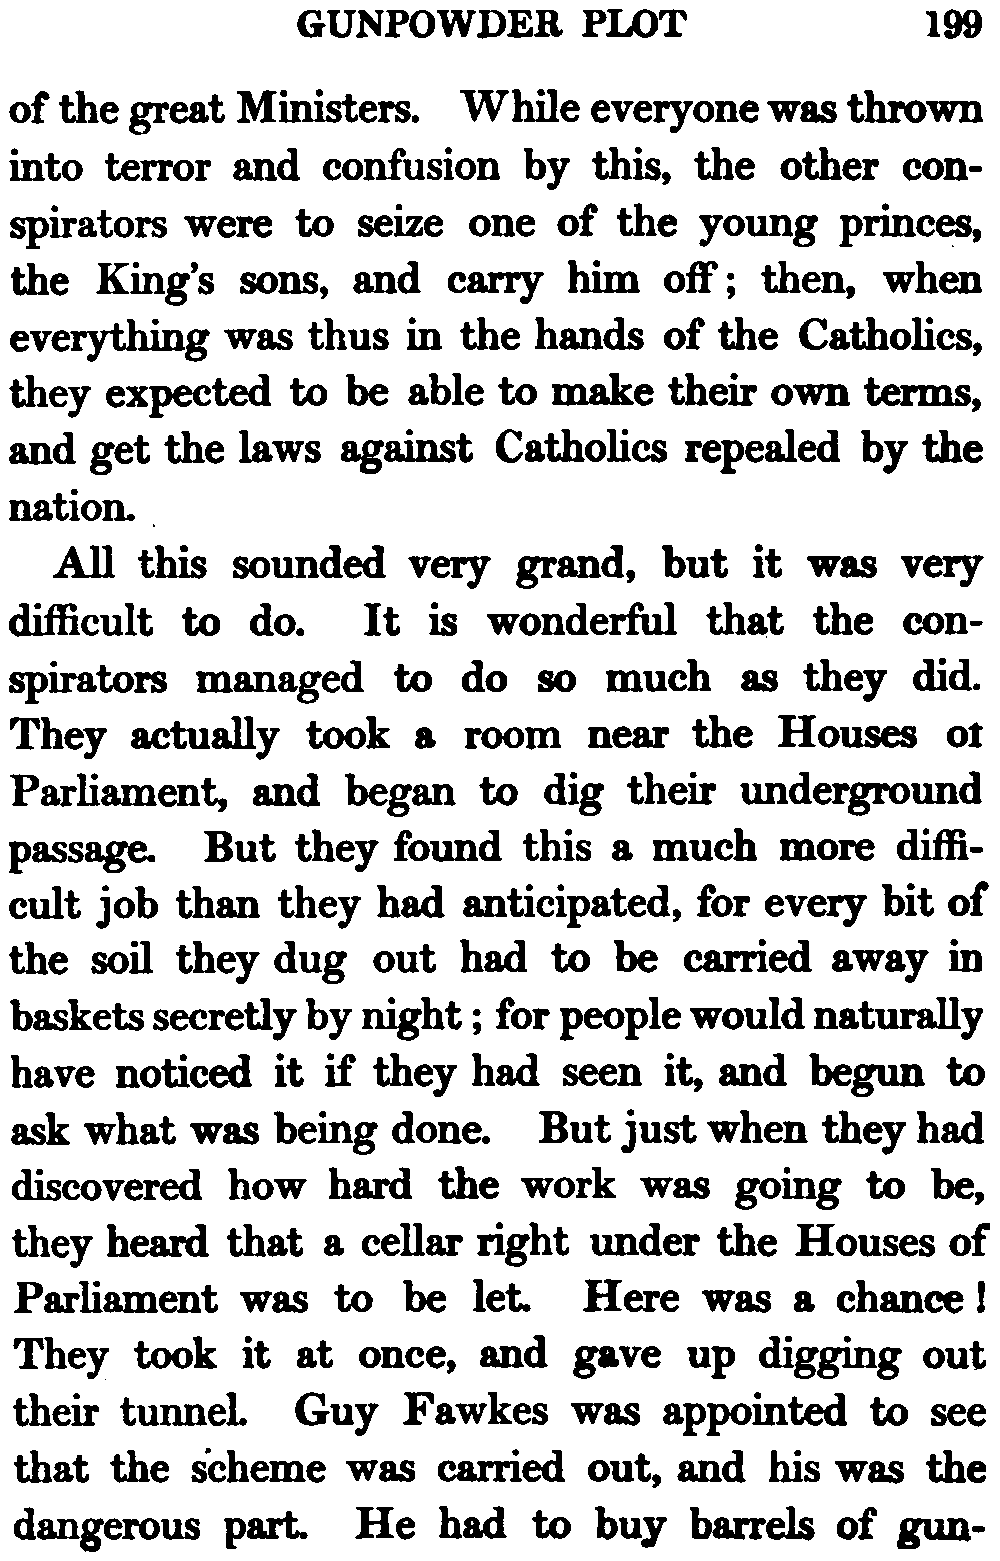 GUNPOWDER PLOT 199
of the great Ministers. While everyone was thrown
into terror and confusion by this, the other con-
spirators were to seize one of the young princes,
the King's sons, and carry him off; then, when
everything was thus in the hands of the Catholics,
they expected to be able to make their own terms,
and get the laws against Catholics repealed by the
nation.
All this sounded very grand, but it was very
difficult to do. It is wonderful that the con-
spirators managed to do so much as they did.
They actually took a room near the Houses of
Parliament, and began to dig their underground
passage. But they found this a much more diffi-
cult job than they had anticipated, for every bit of
the soil they dug out had to be carried away in
baskets secretly by night; for people would naturally
have noticed it if they had seen it, and begun to
ask what was being done. But just when they had
discovered how hard the work was going to be,
they heard that a cellar right under the Houses of
Parliament was to be let. Here was a chance!
They took it at once, and gave up digging out
their tunnel. Guy Fawkes was appointed to see
that the scheme was carried out, and his was the
dangerous part. He had to buy barrels of gun-